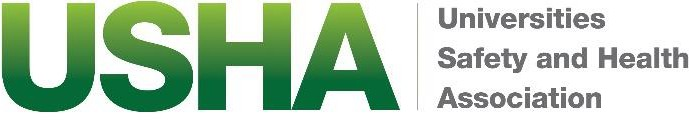 USHA
Universities
Safety and Health
Association